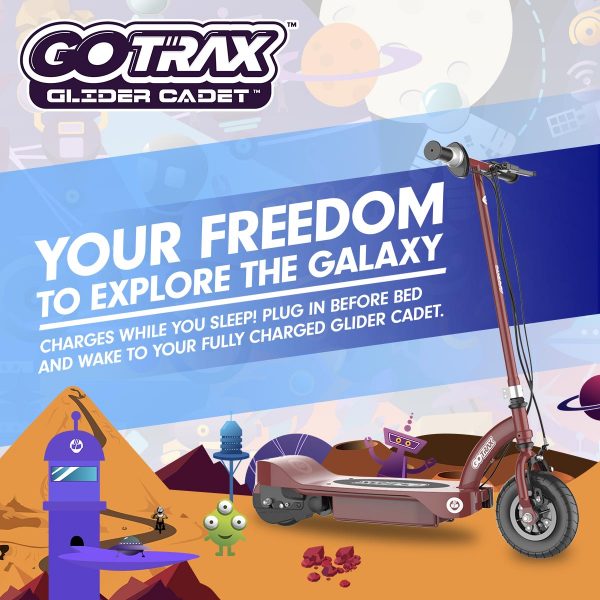 GOTRAX™
GLIDER CADET™
YOUR FREEDOM
TO EXPLORE THE GALAXY
CHARGES WHILE YOU SLEEP! PLUG IN BEFORE BED
AND WAKE TO YOUR FULLY CHARGED GLIDER CADET.
GOTRAX